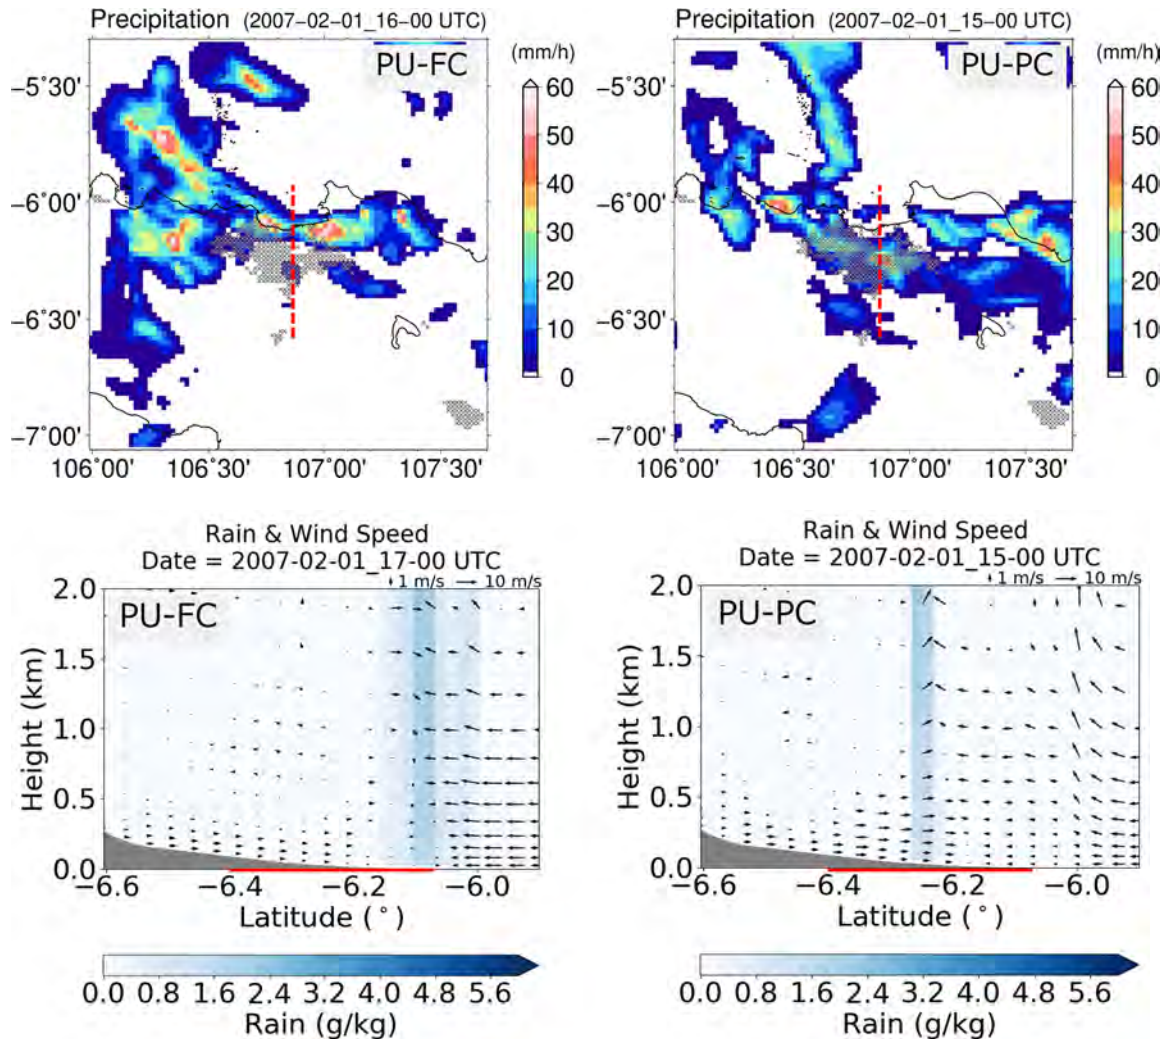 Precipitation (2007−02−01_16−00 UTC)
PU-FC
(mm/h)
−5˚30'
−6˚00'
−6˚30'
−7˚00'
106˚00' 106˚30' 107˚00' 107˚30'
60
50
40
30
20
10
0
Precipitation (2007−02−01_15−00 UTC)
PU-PC
(mm/h)
−5˚30'
−6˚00'
−6˚30'
−7˚00'
106˚00' 106˚30' 107˚00' 107˚30'
60
50
40
30
20
10
0
Rain & Wind Speed
Date = 2007-02-01_17-00 UTC
1 m/s 10 m/s
PU-FC
2.0
1.5
1.0
0.5
0.0
Height (km)
−6.6 −6.4 −6.2 −6.0
Latitude (°)
0.0 0.8 1.6 2.4 3.2 4.0 4.8 5.6
Rain (g/kg)
Rain & Wind Speed
Date = 2007-02-01_15-00 UTC
1 m/s 10 m/s
PU-PC
2.0
1.5
1.0
0.5
0.0
Height (km)
−6.6 −6.4 −6.2 −6.0
Latitude (°)
0.0 0.8 1.6 2.4 3.2 4.0 4.8 5.6
Rain (g/kg)